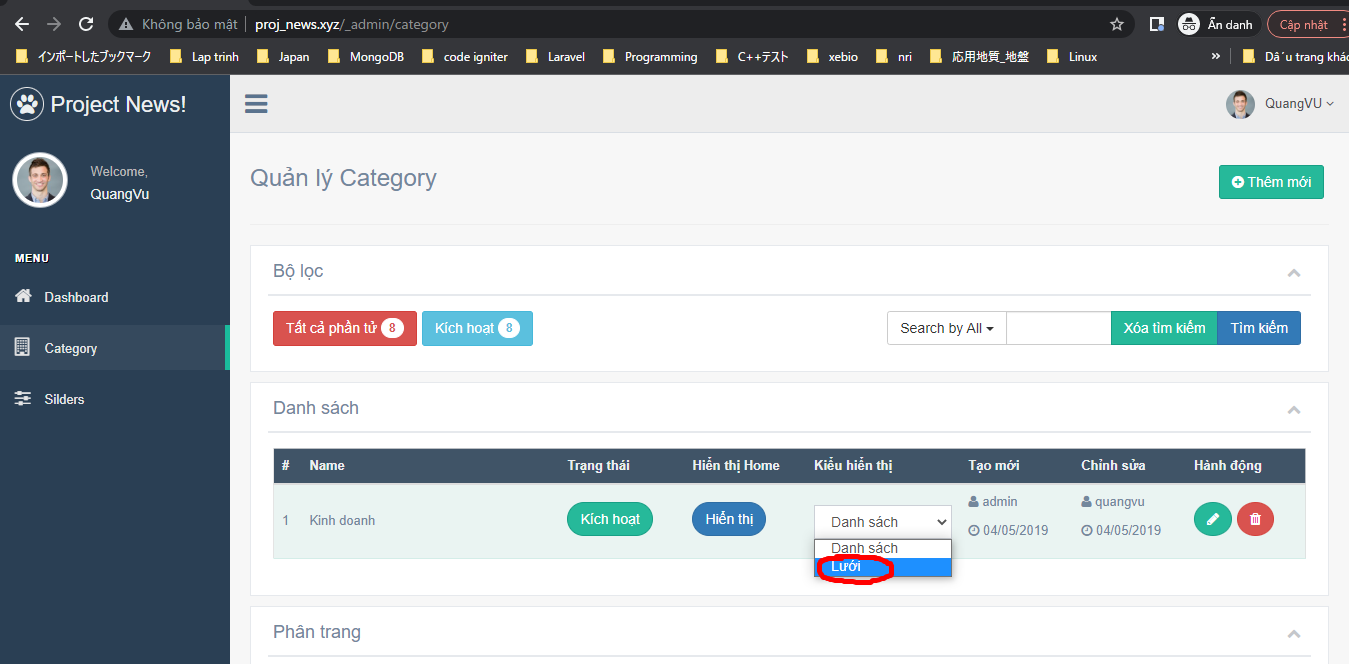 Không bảo mật proj_news.xyz/_admin/category Ẩn danh Cập nhật
インポートしたブックマーク Lap trinh Japan MongoDB code igniter Laravel Programming C++テスト xebio nri 応用地質_地盤 Linux » Dấu trang khác
Project News!
QuangVU
Welcome,
QuangVu
Quản lý Category
Thêm mới
MENU
Dashboard
Category
Silders
Bộ lọc
Tất cả phần tử 8 Kích hoạt 8 Search by All Xóa tìm kiếm Tìm kiếm
Danh sách
# Name Trạng thái Hiển thị Home Kiểu hiển thị Tạo mới Chỉnh sửa Hành động
1 Kinh doanh Kích hoạt Hiển thị Danh sách admin quangvu
04/05/2019 04/05/2019
Danh sách
Lưới
Phân trang